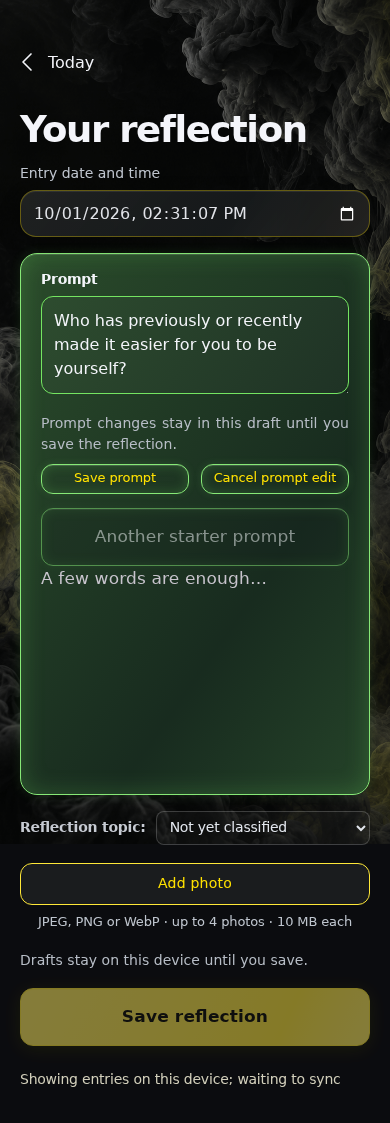 Today
Your reflection
Entry date and time
10/01/2026, 02:31:07 PM
Prompt
Who has previously or recently
made it easier for you to be
yourself?
Prompt changes stay in this draft until you
save the reflection.
Save prompt
Cancel prompt edit
Another starter prompt
A few words are enough…
Reflection topic:
Not yet classified
Add photo
JPEG, PNG or WebP · up to 4 photos · 10 MB each
Drafts stay on this device until you save.
Save reflection
Showing entries on this device; waiting to sync